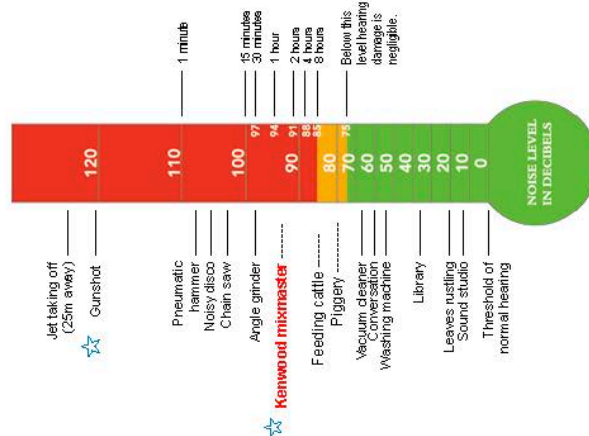 Jet taking off
(25m away)
Gunshot
Pneumatic
hammer
Noisy disco
Chain saw
Angle grinder
Kenwood mixmaster
Feeding cattle
Piggery
Vacuum cleaner
Conversation
Washing machine
Library
Leaves rustling
Sound studio
Threshold of
normal hearing
120
110
100
97
94
91
90
88
85
80
75
70
60
50
40
30
20
10
0
NOISE LEVEL
IN DECIBELS
1 minute
15 minutes
30 minutes
1 hour
2 hours
4 hours
8 hours
Below this
level hearing
damage is
negligible.